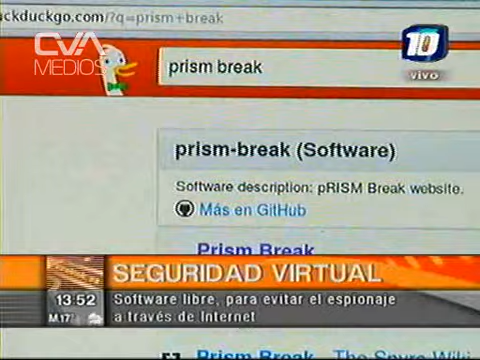 ckduckgo.com/?q=prism+break
CVA
MEDIOS
10
vivo
prism break
prism-break (Software)
Software description: pRISM Break website.
Más en GitHub
Prism Break
SEGURIDAD VIRTUAL
13:52
Software libre, para evitar el espionaje
M.17°
a través de Internet
Prism Break - The Spyre Wiki